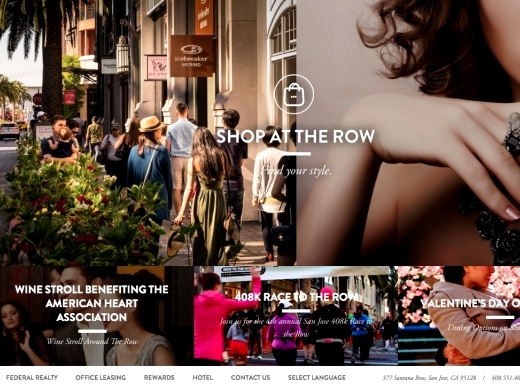 icebreaker
MERINO
SHOP AT THE ROW
Find your style.
WINE STROLL BENEFITING THE
AMERICAN HEART
ASSOCIATION
Wine Stroll Around The Row
408K RACE TO THE ROW
Join us for the 4th annual San Jose 408k Race to
the Row
VALENTINE'S DAY O
Dining Options on Sa
FEDERAL REALTY OFFICE LEASING REWARDS HOTEL CONTACT US SELECT LANGUAGE 377 Santana Row, San Jose, CA 95128 / 408.551.46